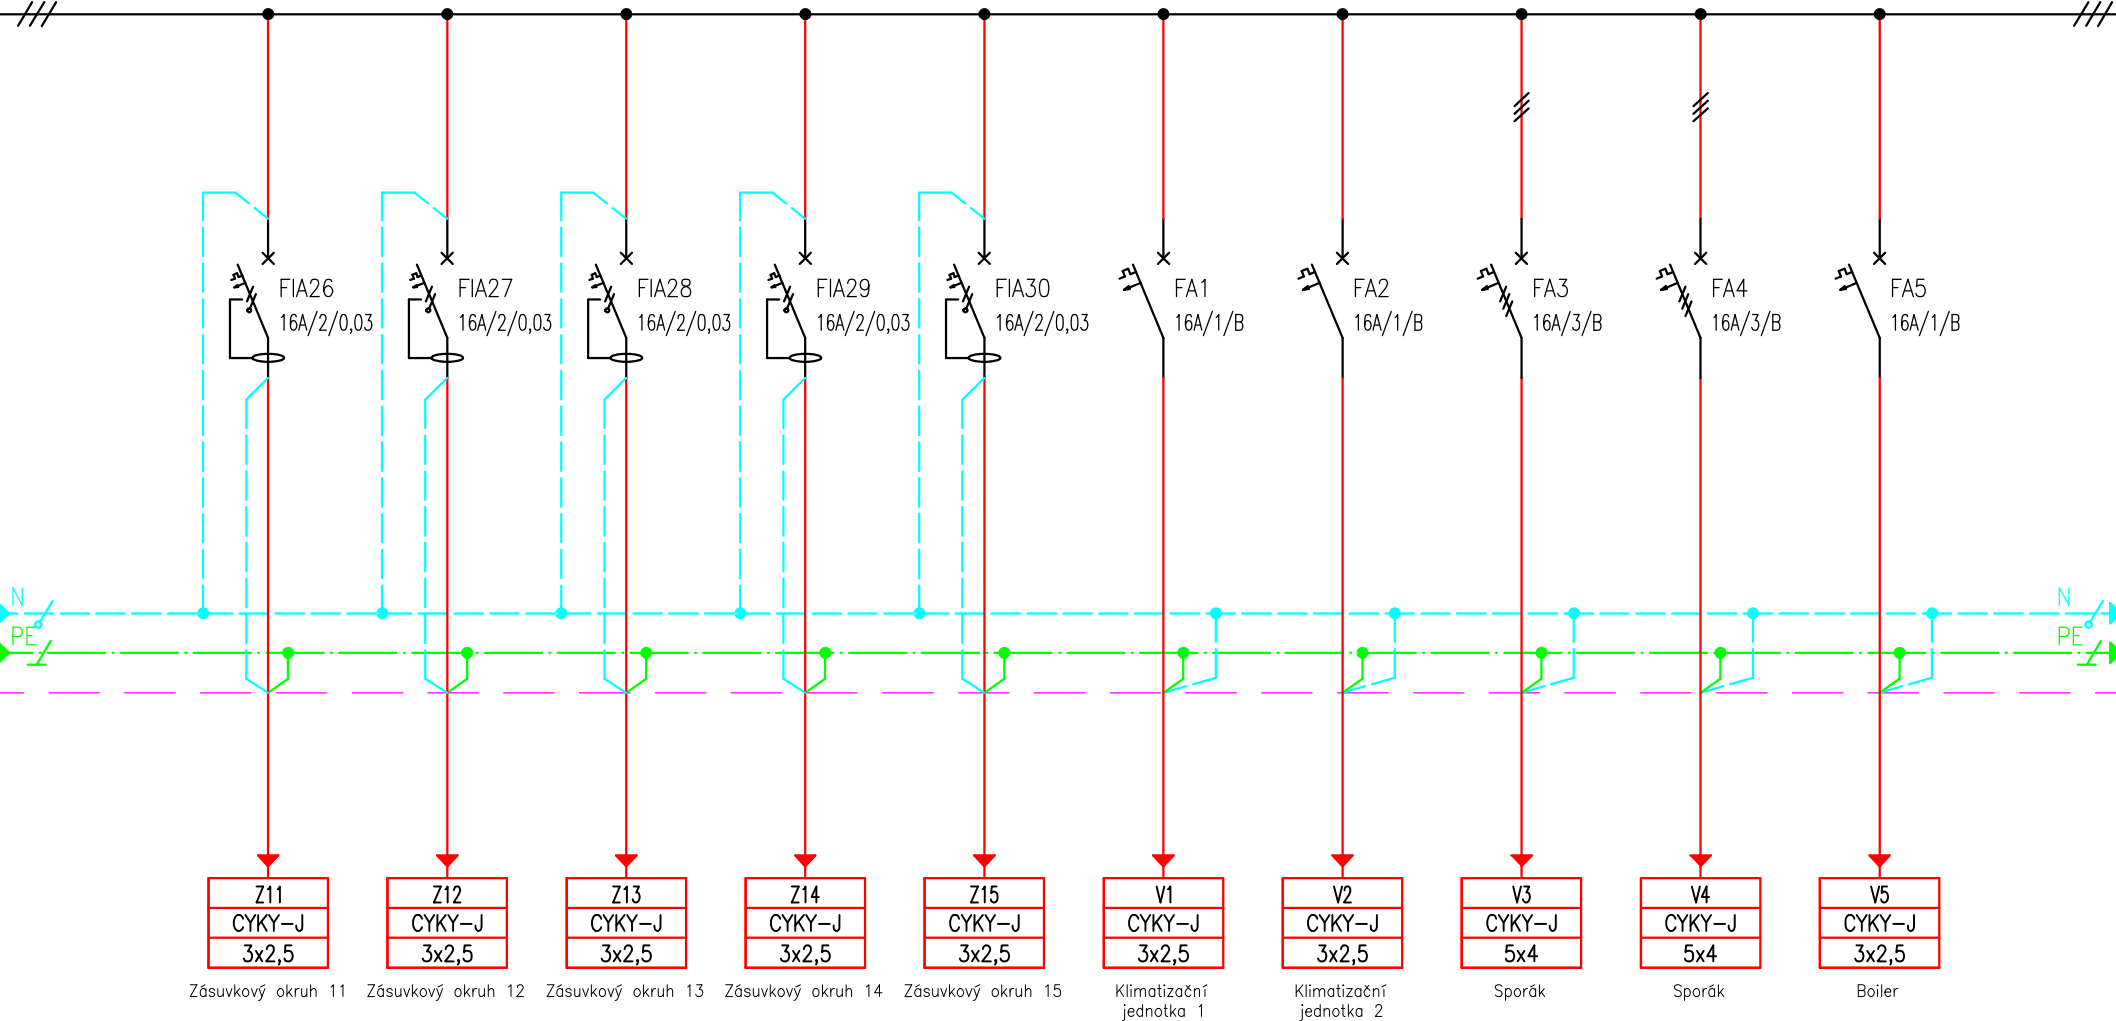 FIA26
16A/2/0,03
FIA27
16A/2/0,03
FIA28
16A/2/0,03
FIA29
16A/2/0,03
FIA30
16A/2/0,03
FA1
16A/1/B
FA2
16A/1/B
FA3
16A/3/B
FA4
16A/3/B
FA5
16A/1/B
N
PE
N
PE
Z11
CYKY-J
3x2,5
Zásuvkový okruh 11
Z12
CYKY-J
3x2,5
Zásuvkový okruh 12
Z13
CYKY-J
3x2,5
Zásuvkový okruh 13
Z14
CYKY-J
3x2,5
Zásuvkový okruh 14
Z15
CYKY-J
3x2,5
Zásuvkový okruh 15
V1
CYKY-J
3x2,5
Klimatizační
jednotka 1
V2
CYKY-J
3x2,5
Klimatizační
jednotka 2
V3
CYKY-J
5x4
Sporák
V4
CYKY-J
5x4
Sporák
V5
CYKY-J
3x2,5
Boiler